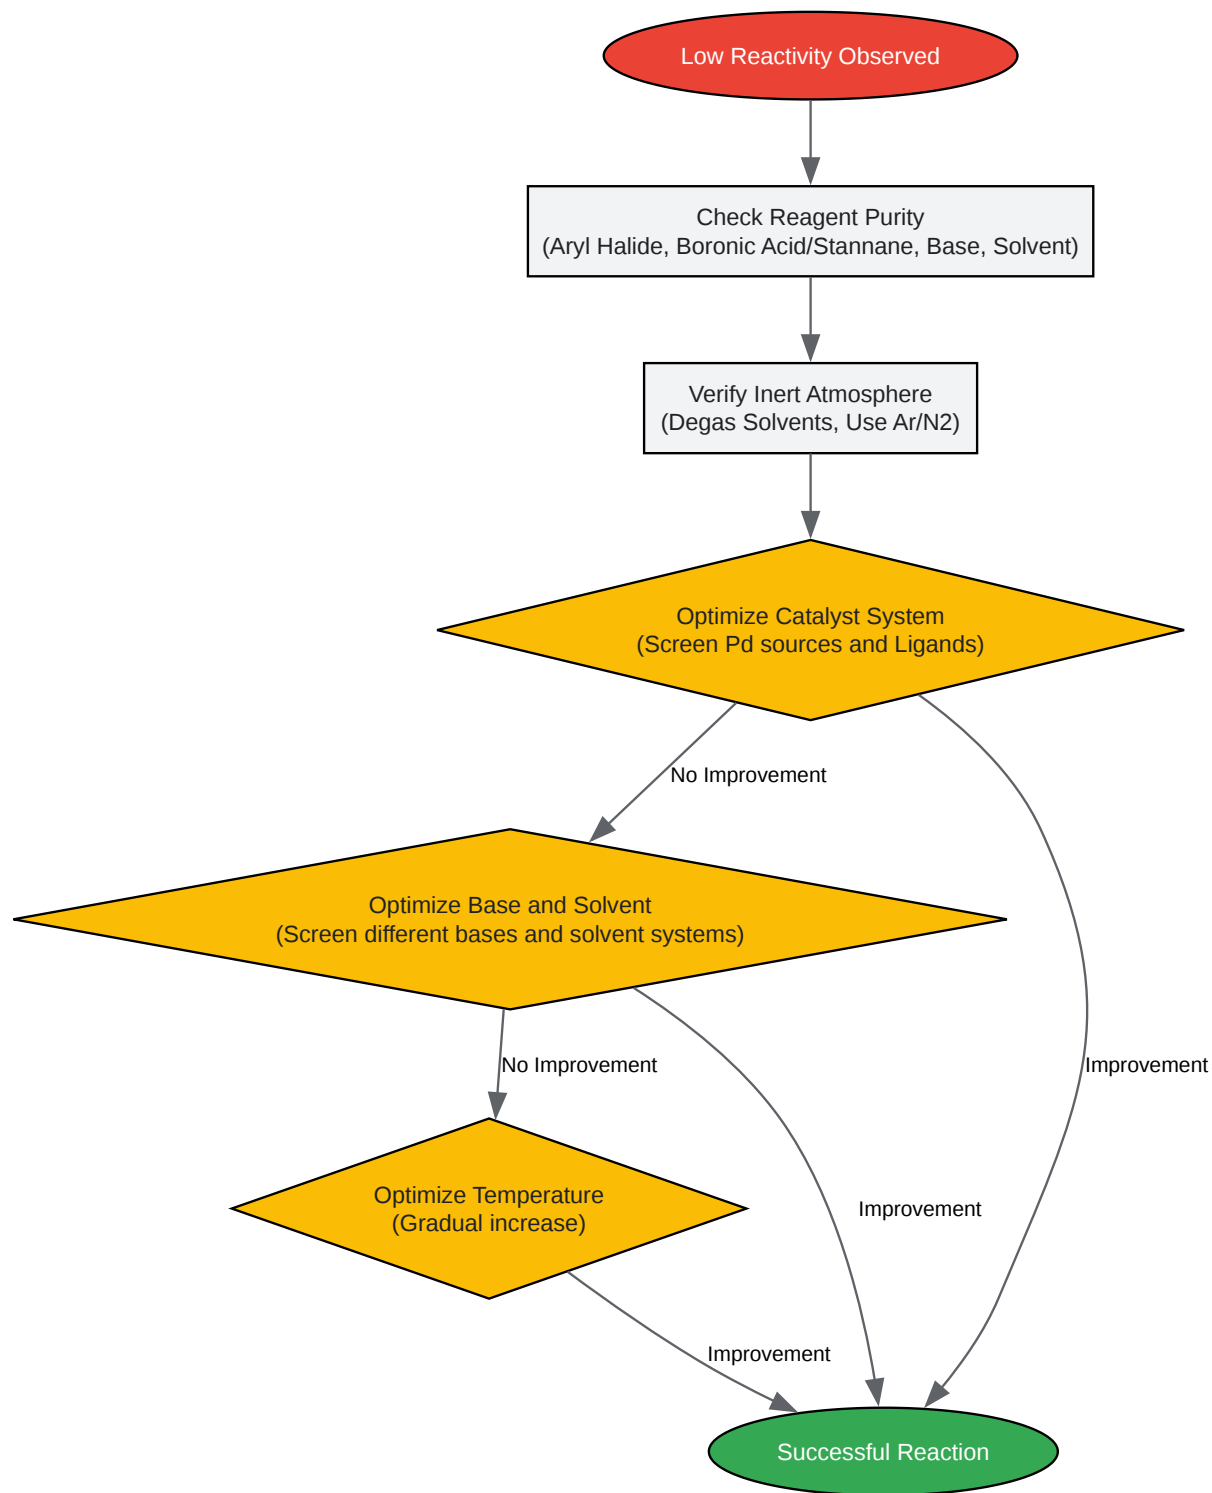 Low Reactivity Observed
Check Reagent Purity
(Aryl Halide, Boronic Acid/Stannane, Base, Solvent)
Verify Inert Atmosphere
(Degas Solvents, Use Ar/N2)
Optimize Catalyst System
(Screen Pd sources and Ligands)
No Improvement
Optimize Base and Solvent
(Screen different bases and solvent systems)
No Improvement
Improvement
Optimize Temperature
(Gradual increase)
Improvement
Improvement
Successful Reaction